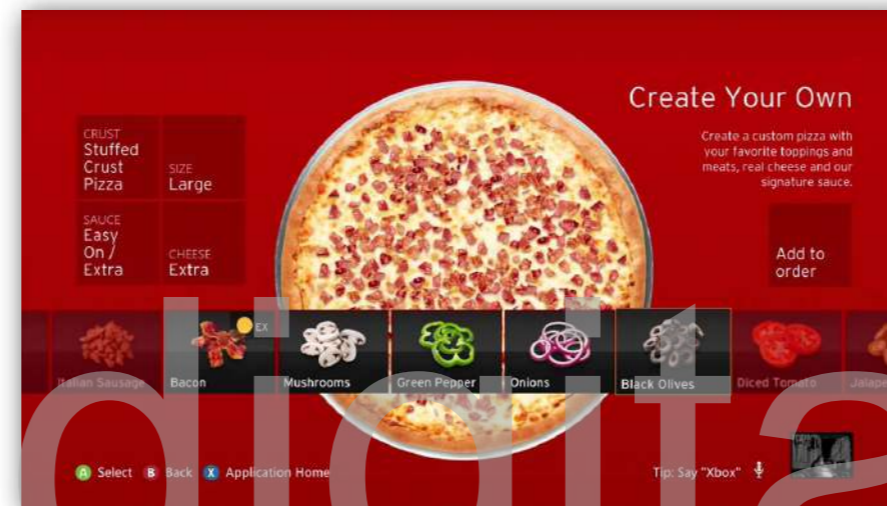 Create Your Own
Create a custom pizza with
your favorite toppings and
meats, real cheese and our
signature sauce.
CRUST
Stuffed
Crust
Pizza
SIZE
Large
SAUCE
Easy
On /
Extra
CHEESE
Extra
Add to
order
EX
Italian Sausage
Bacon
Mushrooms
Green Pepper
Onions
Black Olives
Diced Tomato
Jalape
digita
A Select B Back X Application Home
Tip: Say "Xbox"